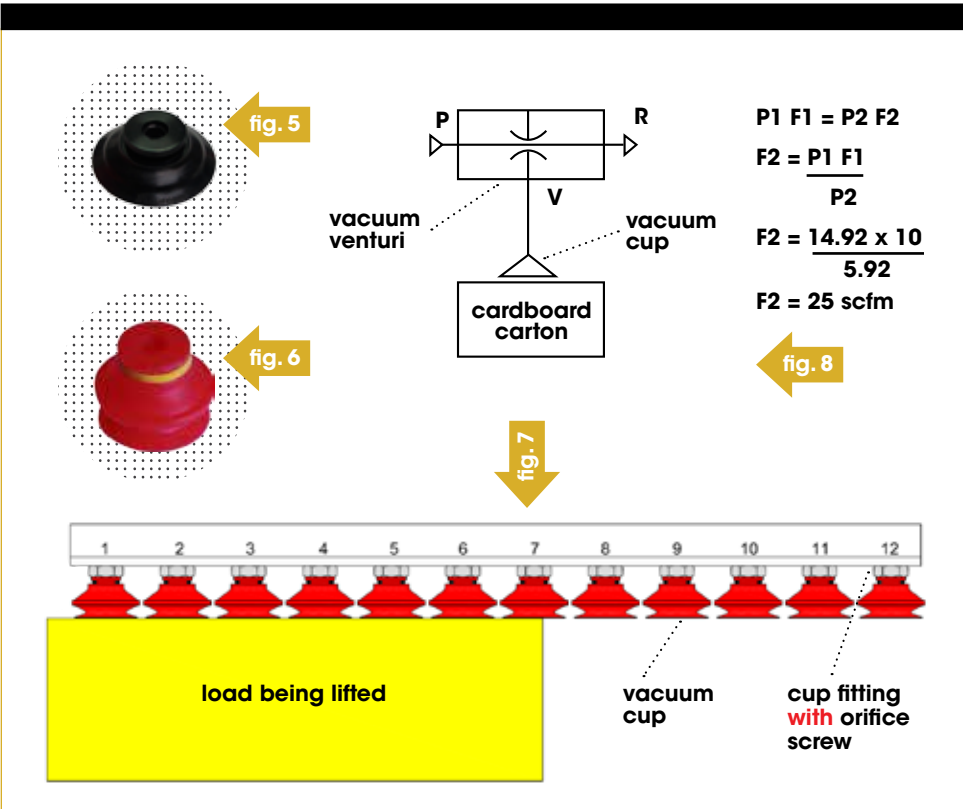 fig. 5
P
R
V
vacuum
venturi
vacuum
cup
cardboard
carton
P1 F1 = P2 F2
F2 = P1 F1
P2
F2 = 14.92 x 10
5.92
F2 = 25 scfm
fig. 6
fig. 8
fig. 7
1 2 3 4 5 6 7 8 9 10 11 12
load being lifted
vacuum
cup
cup fitting
with orifice
screw